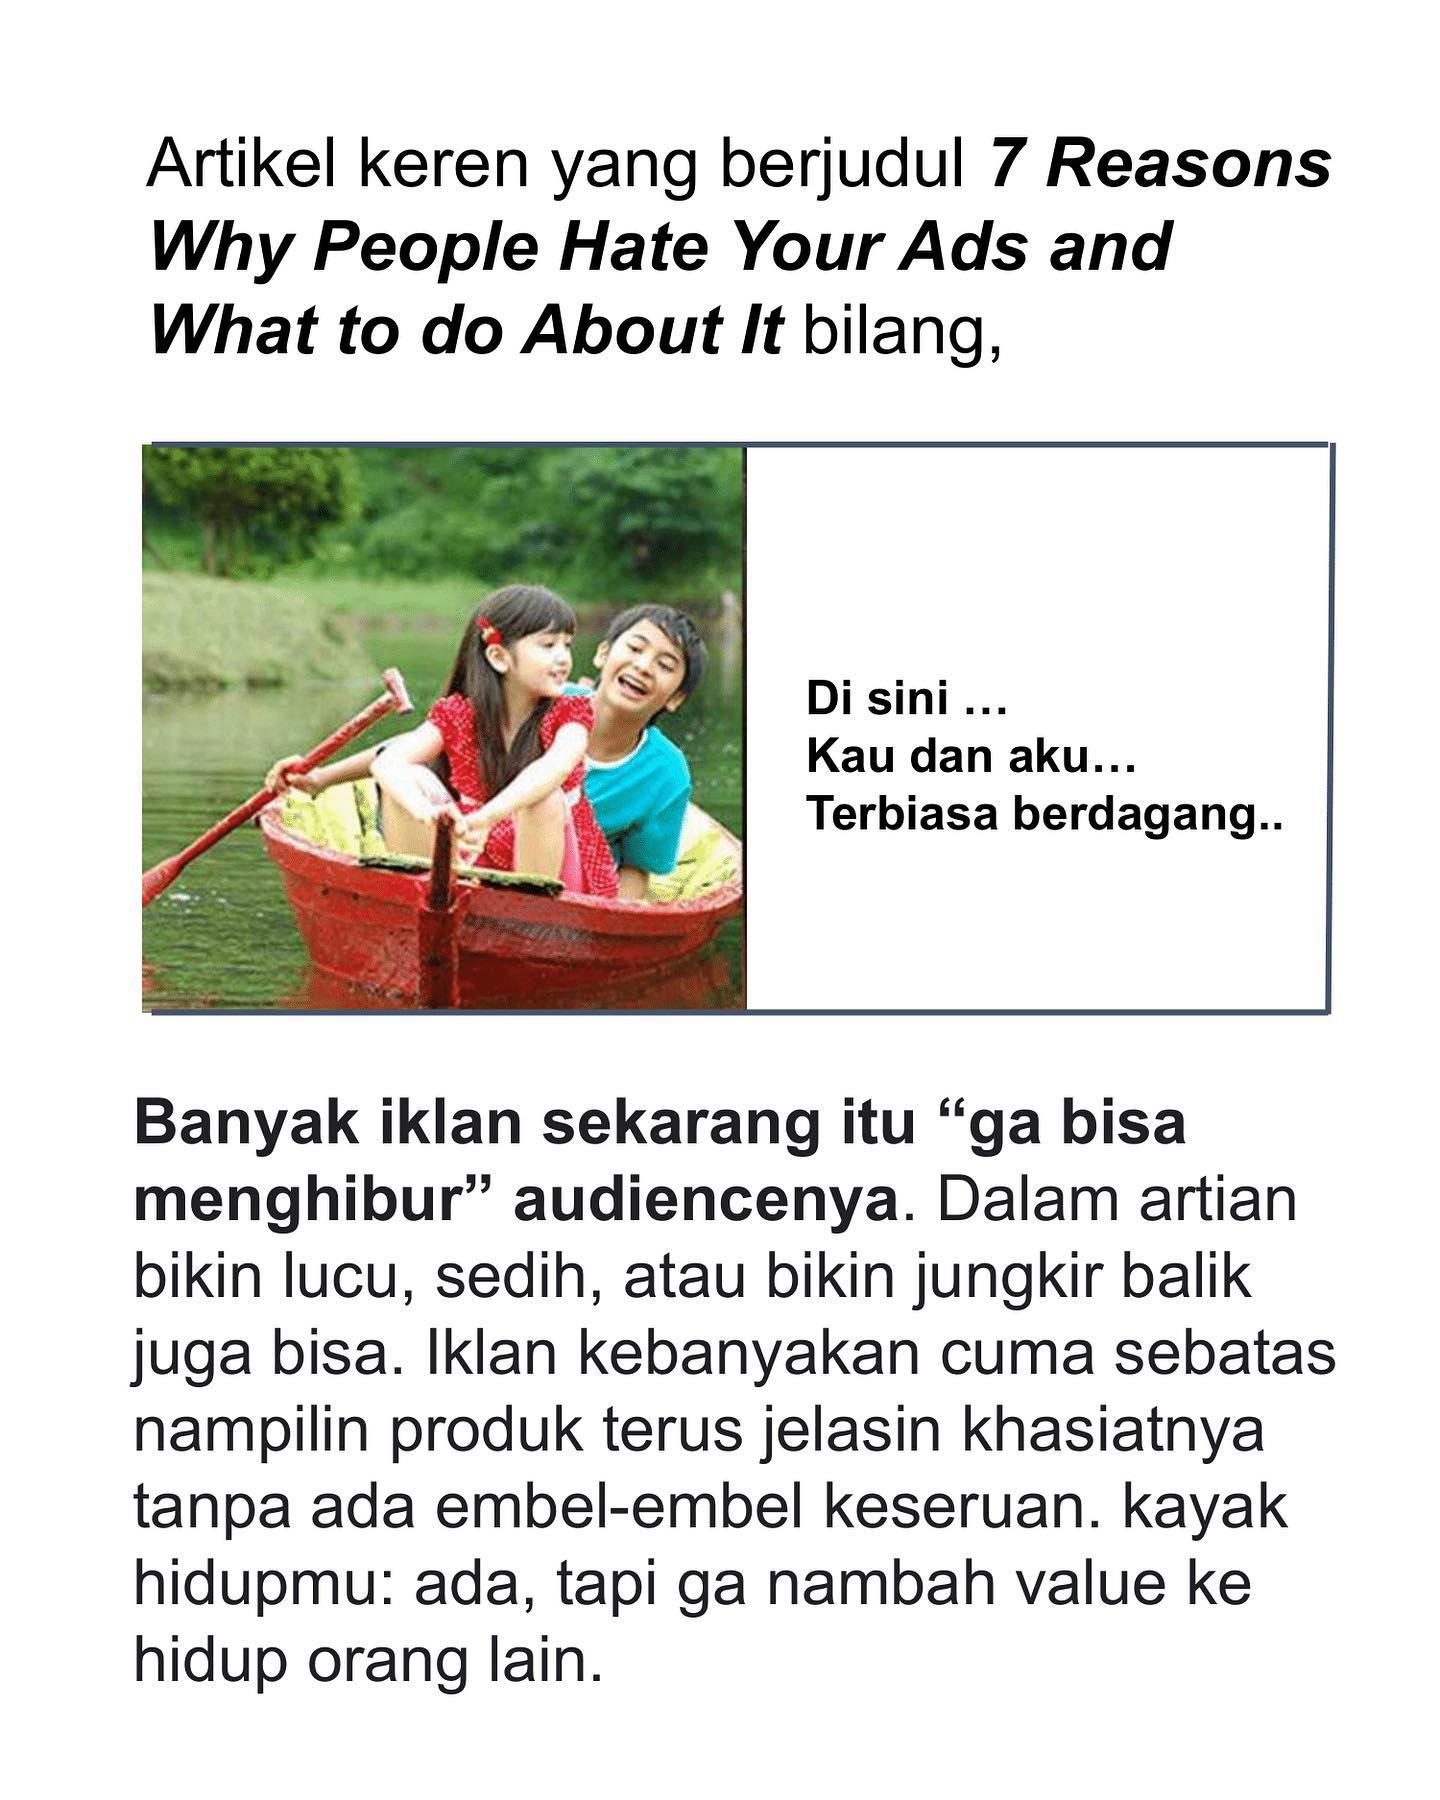 Artikel keren yang berjudul 7 Reasons
Why People Hate Your Ads and
What to do About It bilang,
Di sini …
Kau dan aku…
Terbiasa berdagang..
Banyak iklan sekarang itu “ga bisa
menghibur” audiencenya. Dalam artian
bikin lucu, sedih, atau bikin jungkir balik
juga bisa. Iklan kebanyakan cuma sebatas
nampilin produk terus jelasin khasiatnya
tanpa ada embel-embel keseruan. kayak
hidupmu: ada, tapi ga nambah value ke
hidup orang lain.